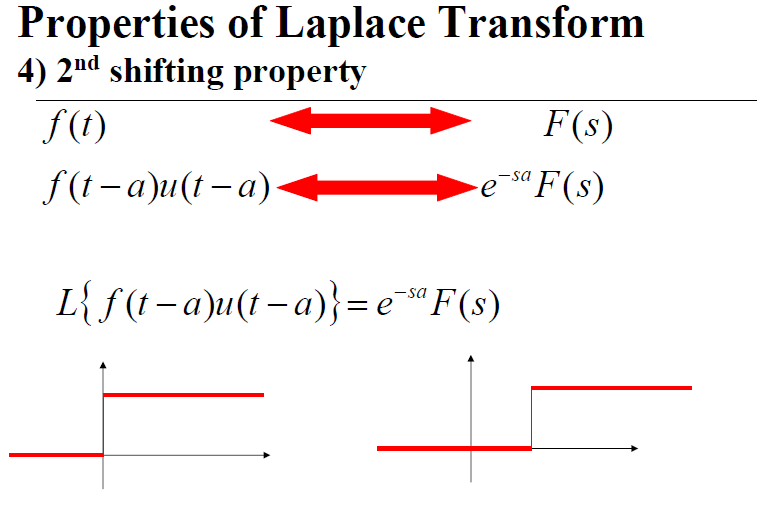 Properties of Laplace Transform
4) 2nd shifting property
f(t) F(s)
f(t−a)u(t−a) e^{−sa}F(s)
L{f(t−a)u(t−a)}=e^{−sa}F(s)